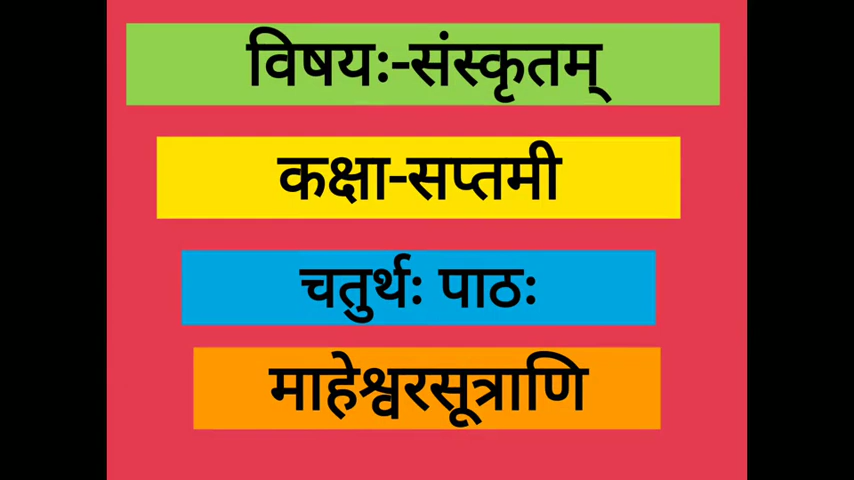 विषयः-संस्कृतम्
कक्षा-सप्तमी
चतुर्थः पाठः
माहेश्वरसूत्राणि